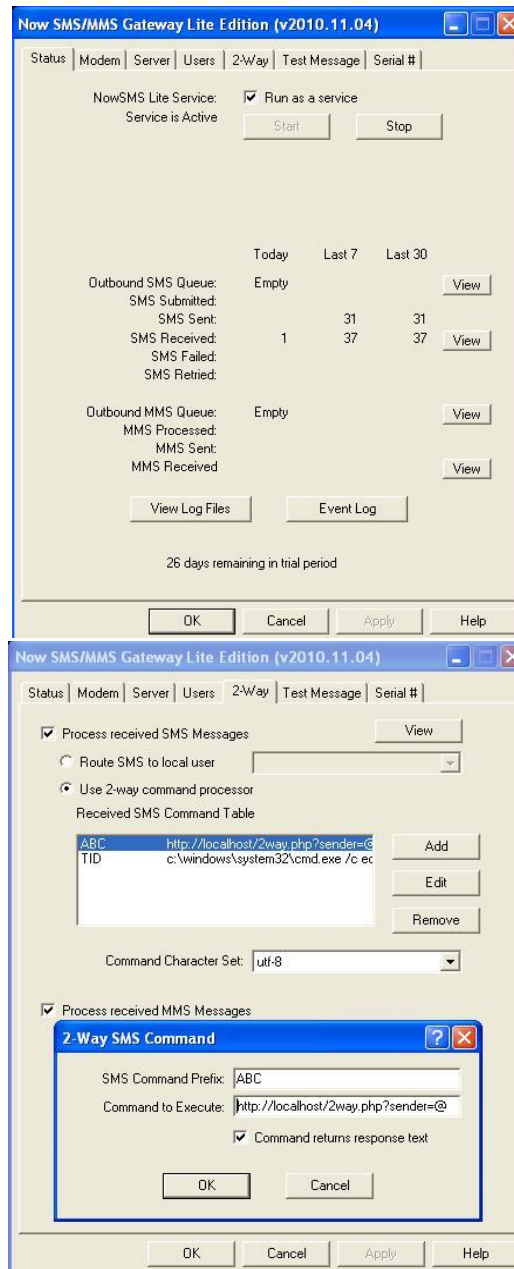 Now SMS/MMS Gateway Lite Edition (v2010.11.04)
Status Modem Server Users 2-Way Test Message Serial #
NowSMS Lite Service: Run as a service
Service is Active
Start Stop
Today Last 7 Last 30
Outbound SMS Queue: Empty View
SMS Submitted:
SMS Sent: 31 31
SMS Received: 1 37 37 View
SMS Failed:
SMS Retried:
Outbound MMS Queue: Empty View
MMS Processed:
MMS Sent:
MMS Received View
View Log Files Event Log
26 days remaining in trial period
OK Cancel Apply Help
Now SMS/MMS Gateway Lite Edition (v2010.11.04)
Status Modem Server Users 2-Way Test Message Serial #
Process received SMS Messages View
Route SMS to local user
Use 2-way command processor
Received SMS Command Table
ABC http://localhost/2way.php?sender=@ Add
TID c:\windows\system32\cmd.exe /c ec
Edit
Remove
Command Character Set: utf-8
Process received MMS Messages
2-Way SMS Command
SMS Command Prefix: ABC
Command to Execute: http://localhost/2way.php?sender=@
Command returns response text
OK Cancel
OK Cancel Apply Help